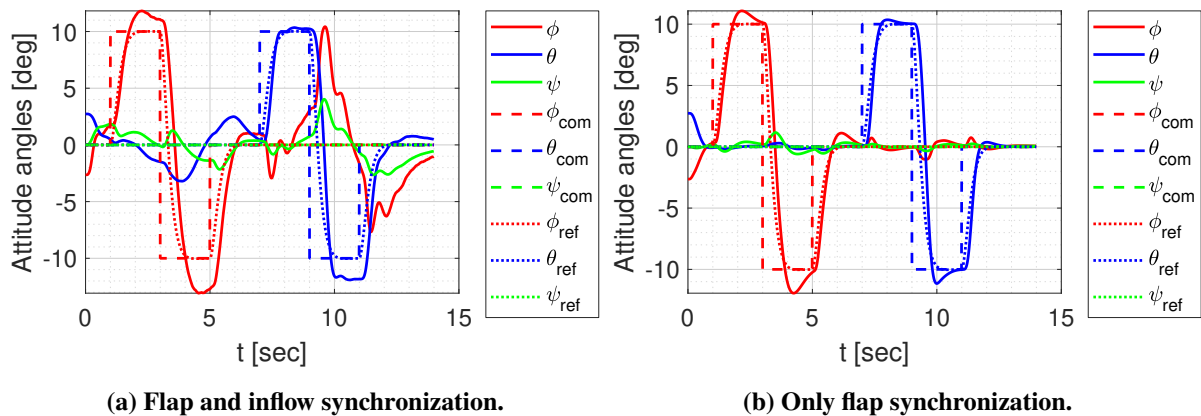 Attitude angles [deg]
10
5
0
-5
-10
0
5
10
15
t [sec]
ϕ
θ
ψ
ϕcom
θcom
ψcom
ϕref
θref
ψref
(a) Flap and inflow synchronization.
Attitude angles [deg]
10
5
0
-5
-10
0
5
10
15
t [sec]
ϕ
θ
ψ
ϕcom
θcom
ψcom
ϕref
θref
ψref
(b) Only flap synchronization.